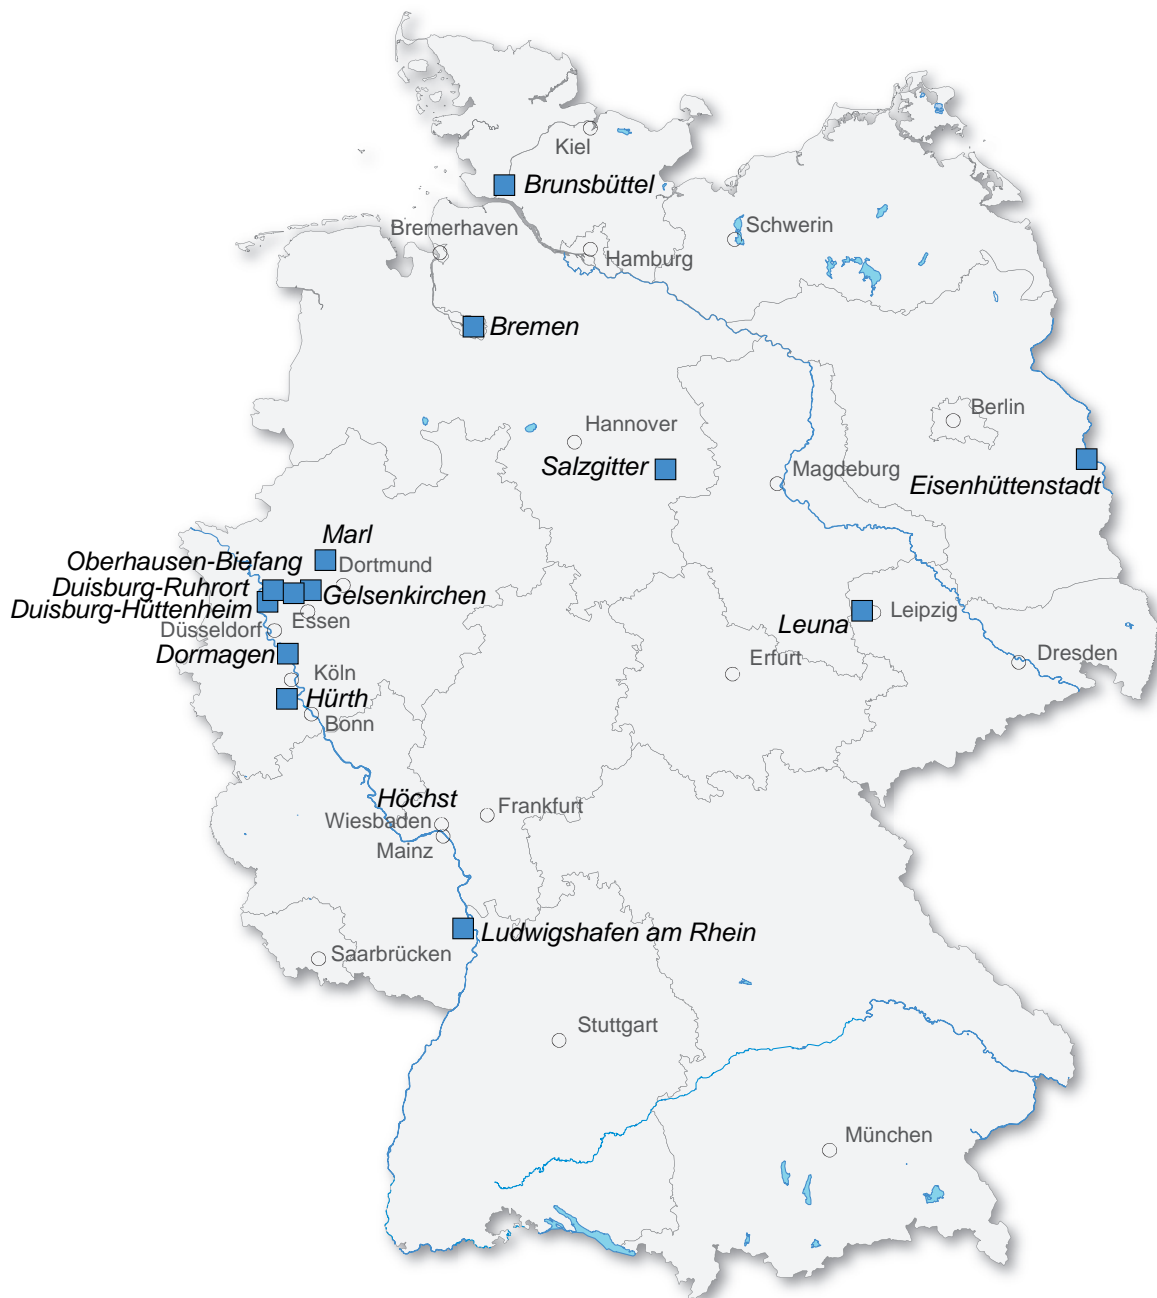 Kiel
Brunsbüttel
Schwerin
Bremerhaven
Hamburg
Bremen
Berlin
Hannover
Salzgitter
Magdeburg
Eisenhüttenstadt
Marl
Oberhausen-Biefang
Dortmund
Duisburg-Ruhrort
Gelsenkirchen
Duisburg-Hüttenheim
Essen
Leipzig
Düsseldorf
Leuna
Dormagen
Erfurt
Dresden
Köln
Hürth
Bonn
Höchst
Frankfurt
Wiesbaden
Mainz
Ludwigshafen am Rhein
Saarbrücken
Stuttgart
München